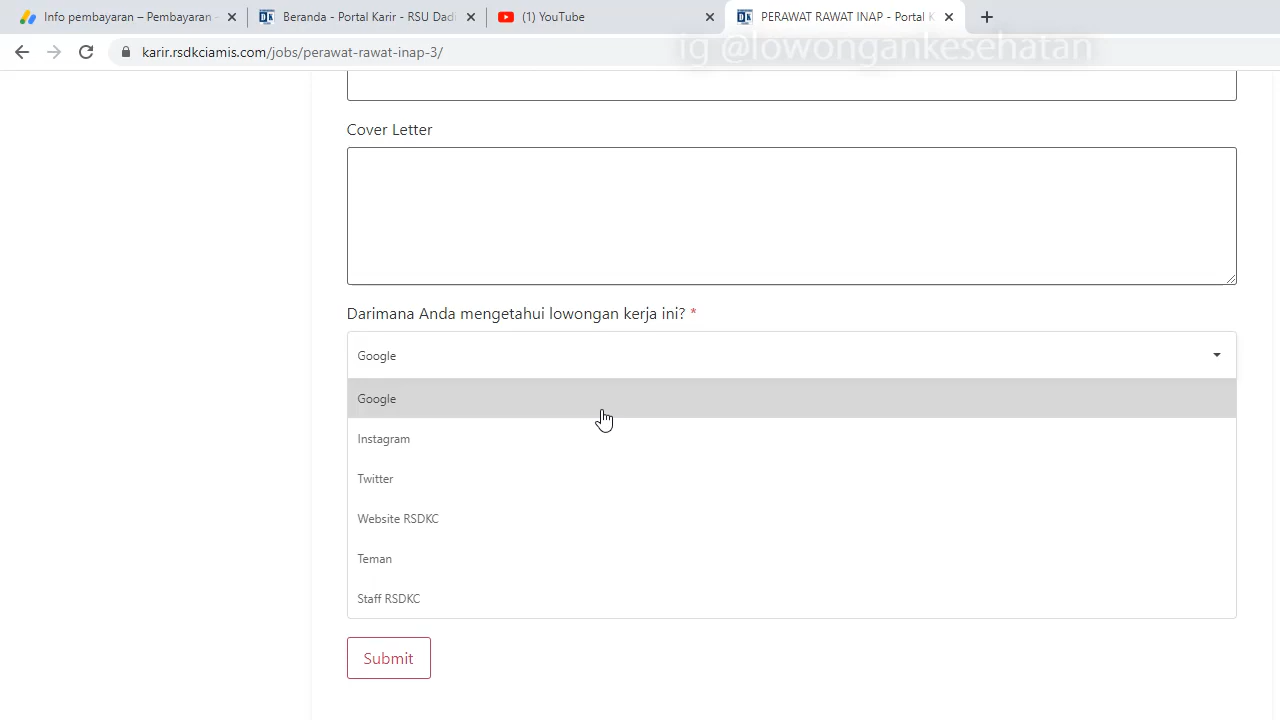 Info pembayaran – Pembayaran -
Kerja - Portal Karir - RSU D
(1) YouTube
PERAWAT RAWAT INAP - Portal K
karir.rsdkciamis.com/jobs/perawat-rawat-inap-3/
ig@lowongankesehatan
Cover Letter
Darimana Anda mengetahui lowongan kerja ini? *
Google
Google
Instagram
Twitter
Website RSDKC
Teman
Staff RSDKC
Submit